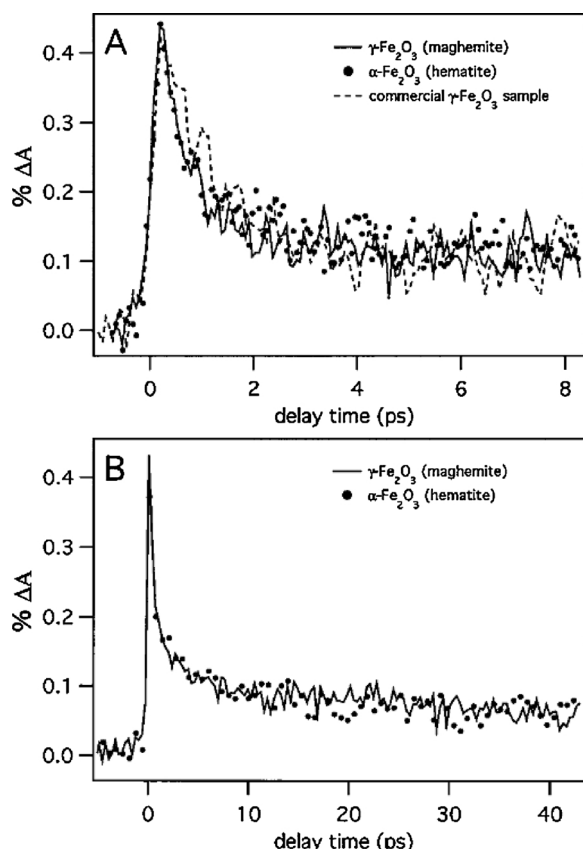 A
γ-Fe₂O₃ (maghemite)
α-Fe₂O₃ (hematite)
commercial γ-Fe₂O₃ sample
% ΔA
0.4
0.3
0.2
0.1
0.0
0 2 4 6 8
delay time (ps)
B
γ-Fe₂O₃ (maghemite)
α-Fe₂O₃ (hematite)
% ΔA
0.4
0.3
0.2
0.1
0.0
0 10 20 30 40
delay time (ps)